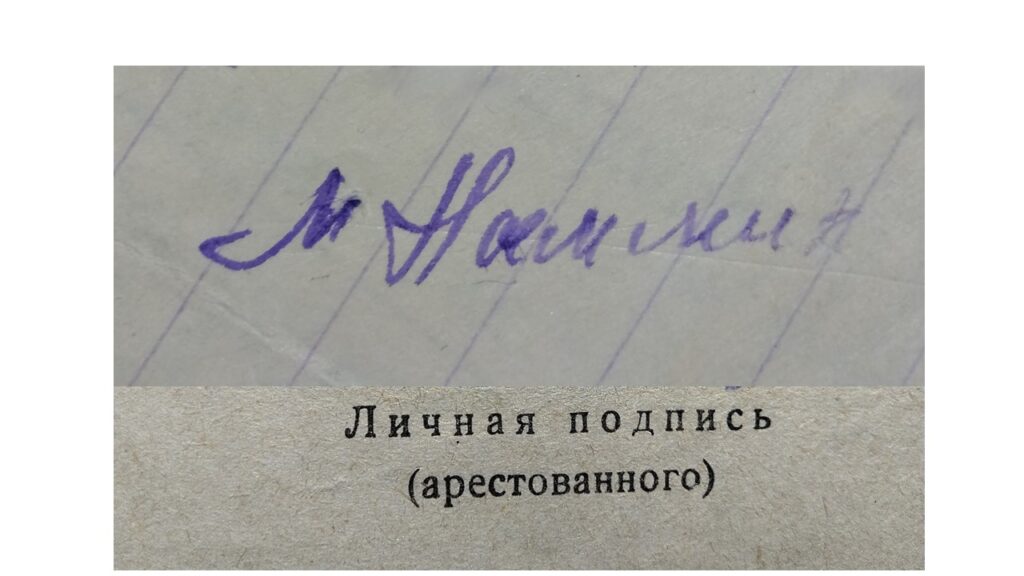 М
Личная подпись
(арестованного)